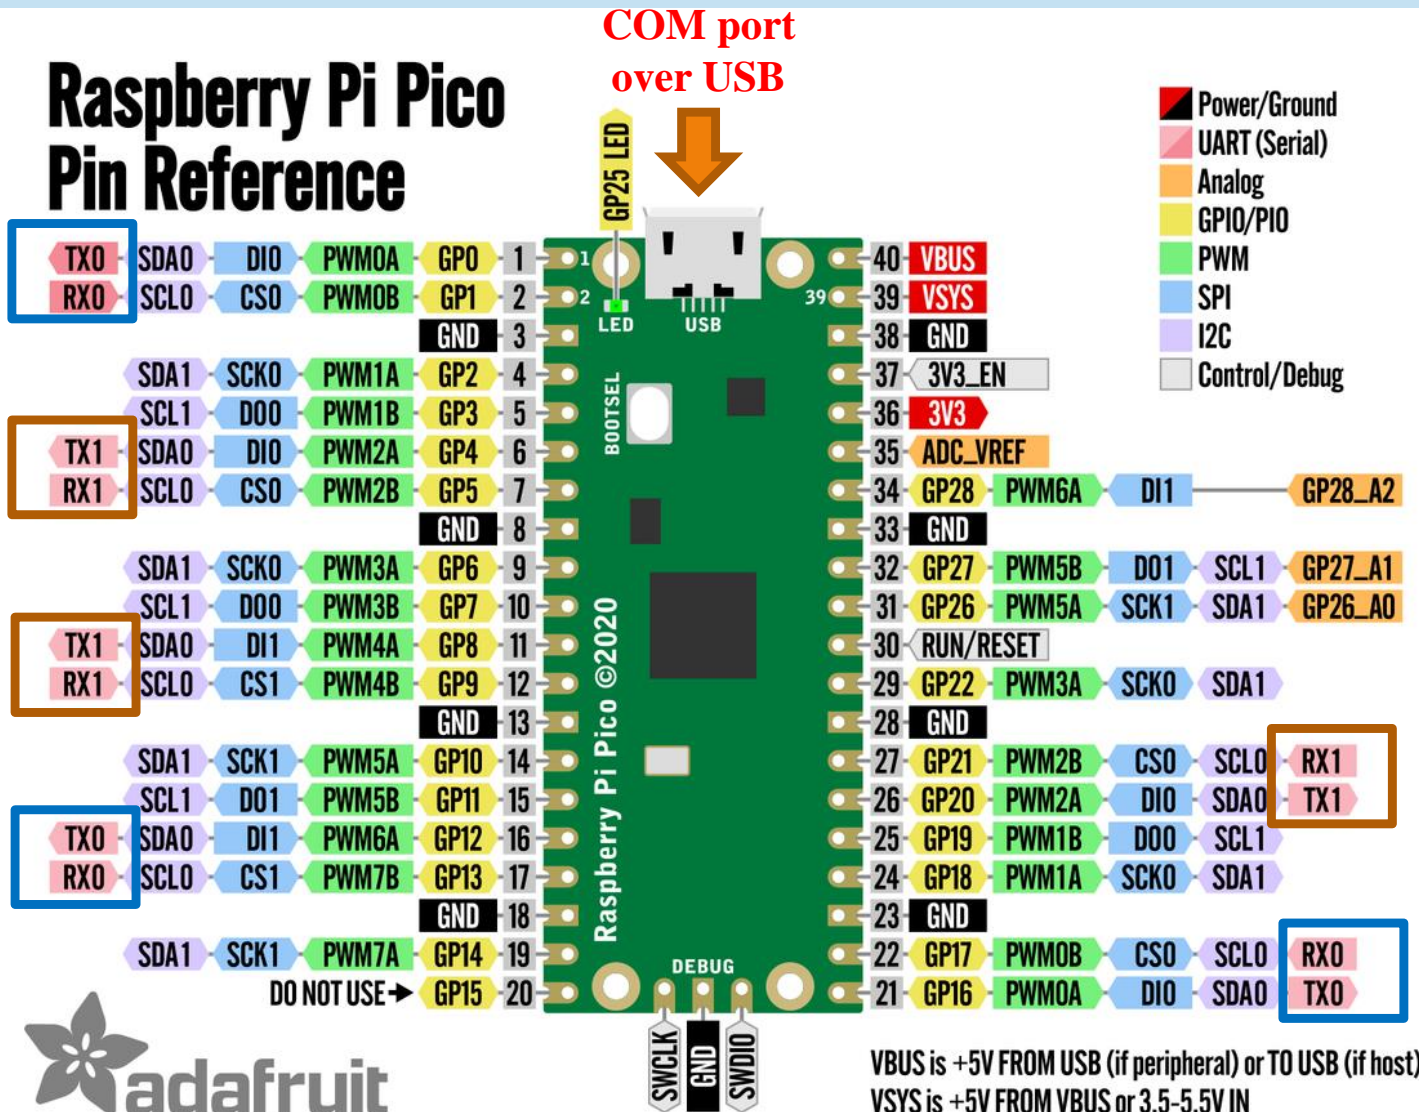 COM port
over USB
Raspberry Pi Pico
Pin Reference
GP25 LED
Power/Ground
UART (Serial)
Analog
GPIO/PIO
PWM
SPI
I2C
Control/Debug
TX0 SDA0 DI0 PWM0A GP0 1
RX0 SCL0 CS0 PWM0B GP1 2
GND 3
SDA1 SCK0 PWM1A GP2 4
SCL1 DO0 PWM1B GP3 5
TX1 SDA0 DI0 PWM2A GP4 6
RX1 SCL0 CS0 PWM2B GP5 7
GND 8
SDA1 SCK0 PWM3A GP6 9
SCL1 DO0 PWM3B GP7 10
TX1 SDA0 DI1 PWM4A GP8 11
RX1 SCL0 CS1 PWM4B GP9 12
GND 13
SDA1 SCK1 PWM5A GP10 14
SCL1 DO1 PWM5B GP11 15
TX0 SDA0 DI1 PWM6A GP12 16
RX0 SCL0 CS1 PWM7B GP13 17
GND 18
SDA1 SCK1 PWM7A GP14 19
DO NOT USE GP15 20
1
2
39
LED
USB
BOOTSEL
Raspberry Pi Pico ©2020
DEBUG
SWCLK
GND
SWDIO
40 VBUS
39 VSYS
38 GND
37 3V3_EN
36 3V3
35 ADC_VREF
34 GP28 PWM6A DI1 GP28_A2
33 GND
32 GP27 PWM5B DO1 SCL1 GP27_A1
31 GP26 PWM5A SCK1 SDA1 GP26_A0
30 RUN/RESET
29 GP22 PWM3A SCK0 SDA1
28 GND
27 GP21 PWM2B CS0 SCL0 RX1
26 GP20 PWM2A DI0 SDA0 TX1
25 GP19 PWM1B DO0 SCL1
24 GP18 PWM1A SCK0 SDA1
23 GND
22 GP17 PWM0B CS0 SCL0 RX0
21 GP16 PWM0A DI0 SDA0 TX0
adafruit
VBUS is +5V FROM USB (if peripheral) or TO USB (if host)
VSYS is +5V FROM VBUS or 3.5-5.5V IN